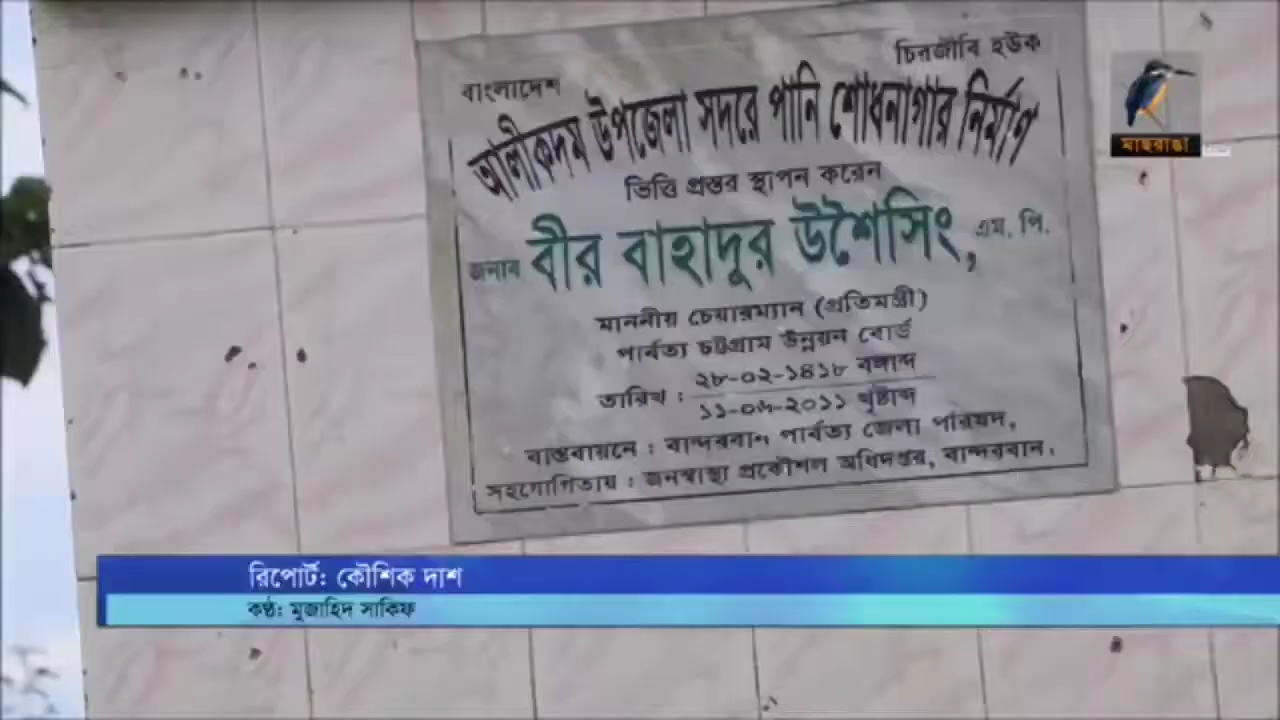 বাংলাদেশ চিরজীবি হউক
আলীকদম উপজেলা সদরে পানি শোধনাগার নির্মাণ
ভিত্তি প্রস্তর স্থাপন করেন
জনাব বীর বাহাদুর উশৈসিং, এম. পি.
মাননীয় চেয়ারম্যান (প্রতিমন্ত্রী)
পার্বত্য চট্টগ্রাম উন্নয়ন বোর্ড
তারিখ : ২৮-০২-১৪১৮ বঙ্গাব্দ
১১-০৬-২০১১ খৃষ্টাব্দ
বাস্তবায়নে : বান্দরবান পার্বত্য জেলা পরিষদ,
সহযোগিতায় : জনস্বাস্থ্য প্রকৌশল অধিদপ্তর, বান্দরবান.
মাছরাঙা
রিপোর্ট: কৌশিক দাশ
কণ্ঠ: মুজাহিদ সাকিফ